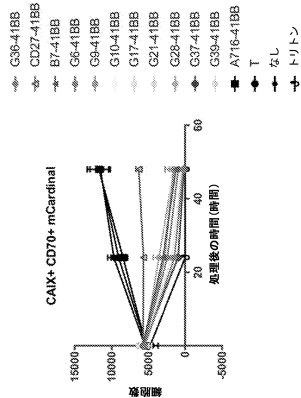 CAIX+ CD70+ mCardinal
細胞数
15000
10000
5000
0
-5000
20
40
60
処理後の時間(時間)
G36-41BB
CD27-41BB
B7-41BB
G6-41BB
G9-41BB
G10-41BB
G17-41BB
G21-41BB
G28-41BB
G37-41BB
G39-41BB
A716-41BB
T
なし
トリトン